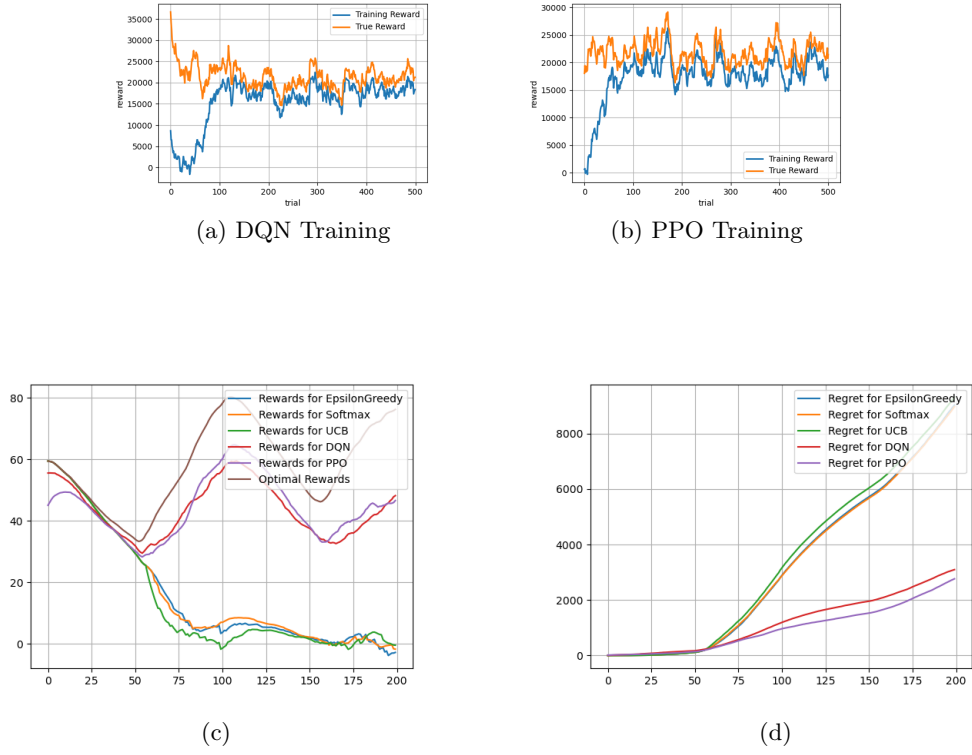 35000
30000
25000
20000
15000
10000
5000
0
reward
0 100 200 300 400 500
trial
Training Reward
True Reward
(a) DQN Training
30000
25000
20000
15000
10000
5000
0
reward
0 100 200 300 400 500
trial
Training Reward
True Reward
(b) PPO Training
80
60
40
20
0
0 25 50 75 100 125 150 175 200
Rewards for EpsilonGreedy
Rewards for Softmax
Rewards for UCB
Rewards for DQN
Rewards for PPO
Optimal Rewards
(c)
8000
6000
4000
2000
0
0 25 50 75 100 125 150 175 200
Regret for EpsilonGreedy
Regret for Softmax
Regret for UCB
Regret for DQN
Regret for PPO
(d)